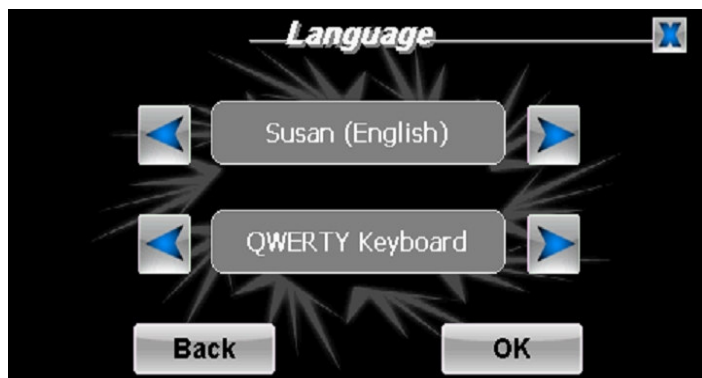 Language
X
Susan (English)
QWERTY Keyboard
Back OK